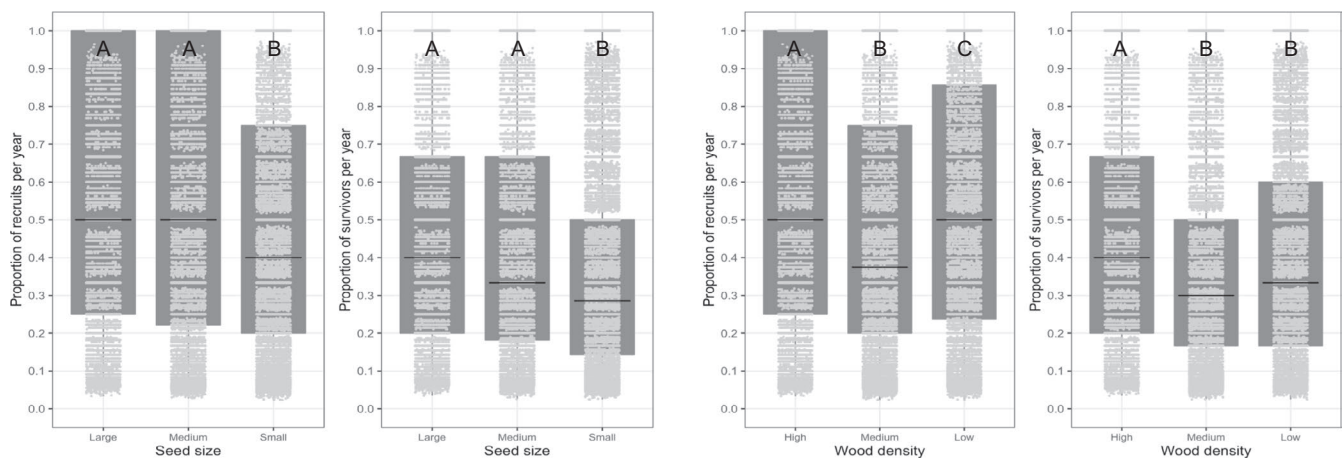 Proportion of recruits per year
1.0
0.9
0.8
0.7
0.6
0.5
0.4
0.3
0.2
0.1
0.0
A A B
Large Medium Small
Seed size
Proportion of survivors per year
1.0
0.9
0.8
0.7
0.6
0.5
0.4
0.3
0.2
0.1
0.0
A A B
Large Medium Small
Seed size
Proportion of recruits per year
1.0
0.9
0.8
0.7
0.6
0.5
0.4
0.3
0.2
0.1
0.0
A B C
High Medium Low
Wood density
Proportion of survivors per year
1.0
0.9
0.8
0.7
0.6
0.5
0.4
0.3
0.2
0.1
0.0
A B B
High Medium Low
Wood density